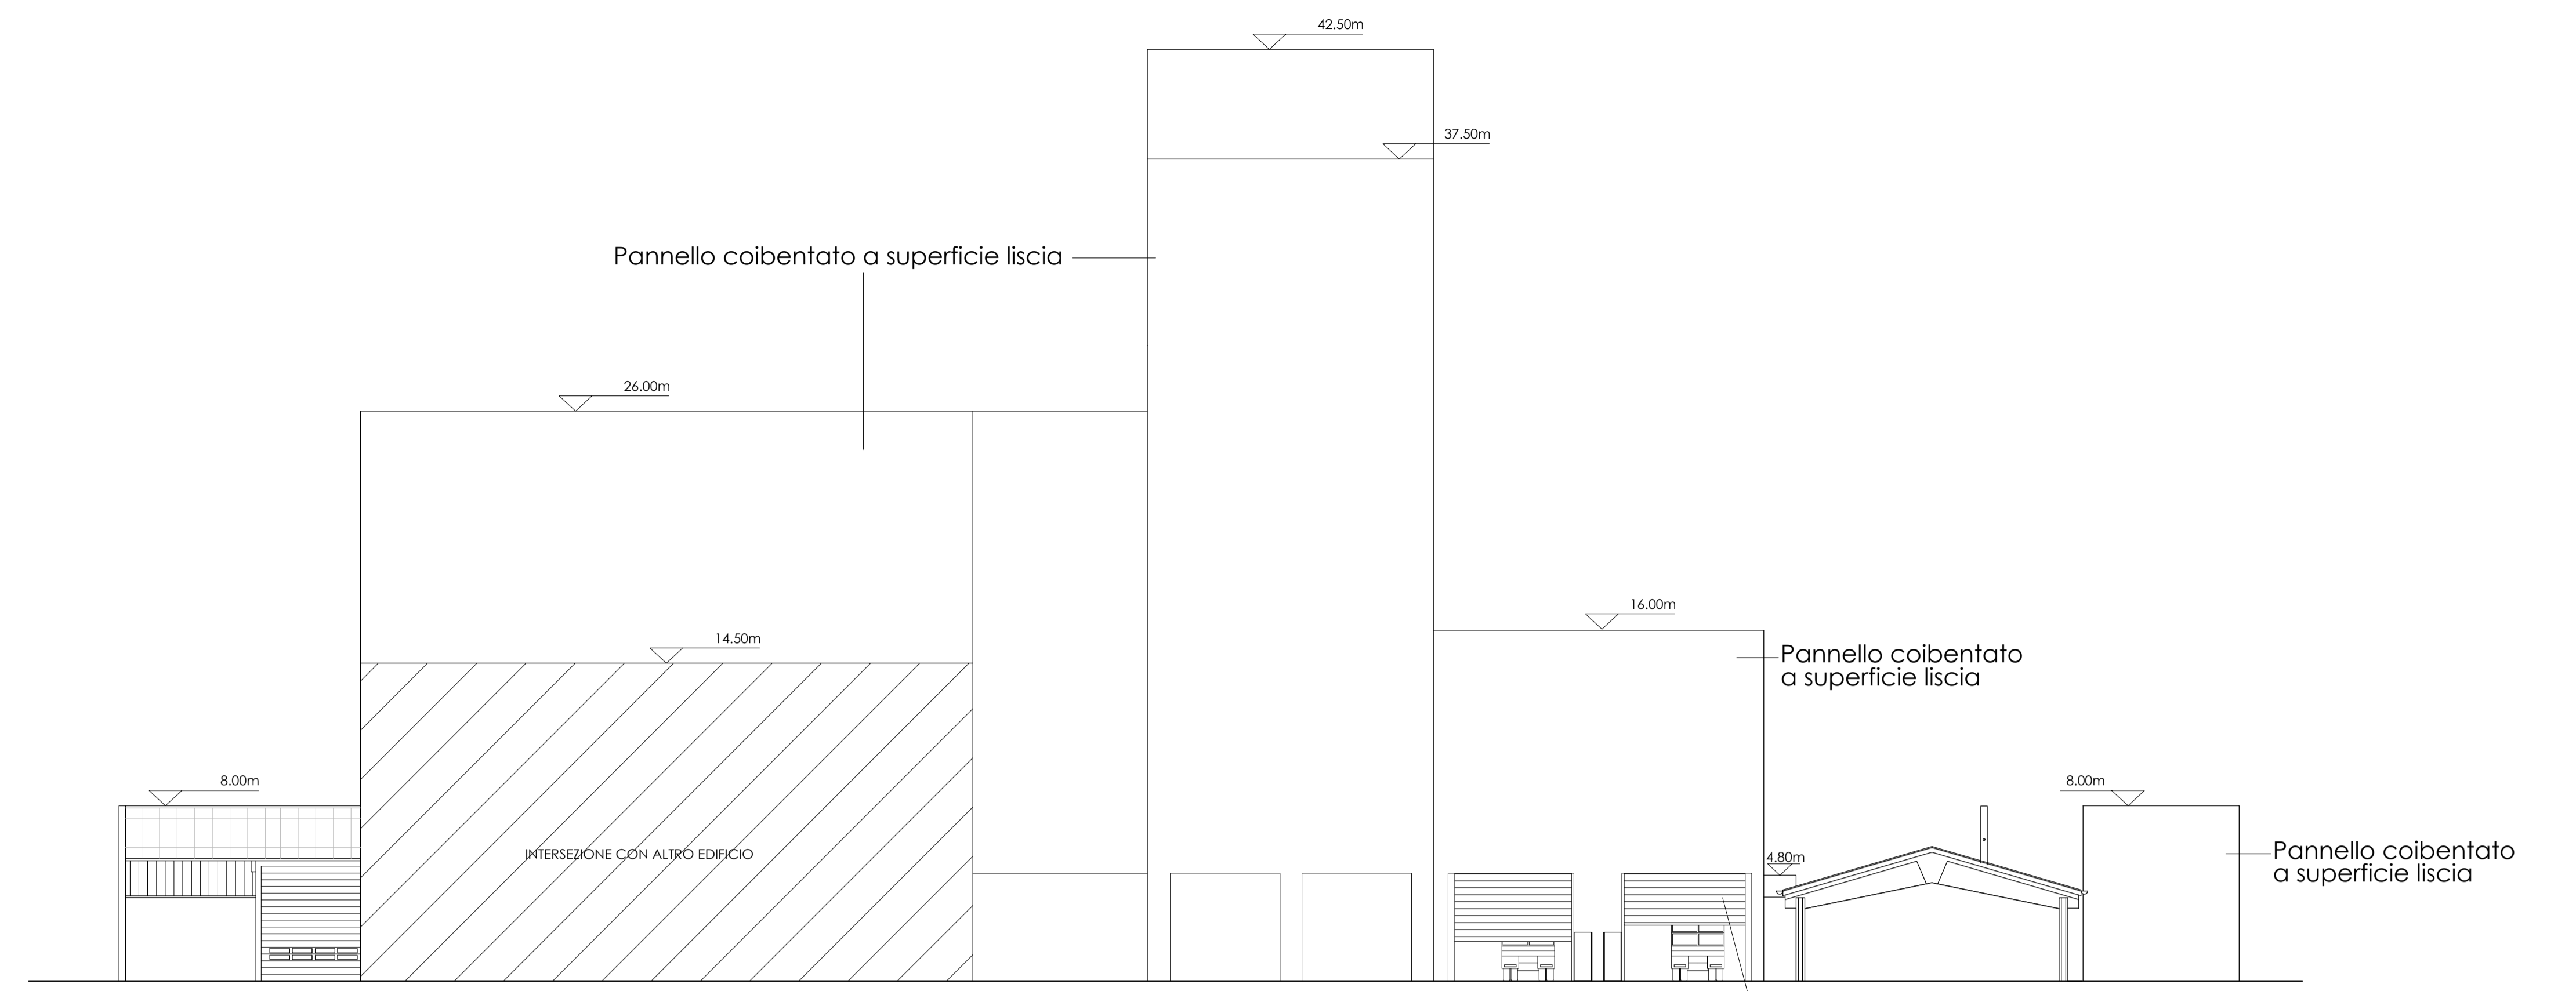 42.50m
37.50m
Pannello coibentato a superficie liscia
26.00m
16.00m
14.50m
Pannello coibentato
a superficie liscia
8.00m
8.00m
4.80m
INTERSEZIONE CON ALTRO EDIFICIO
Pannello coibentato
a superficie liscia